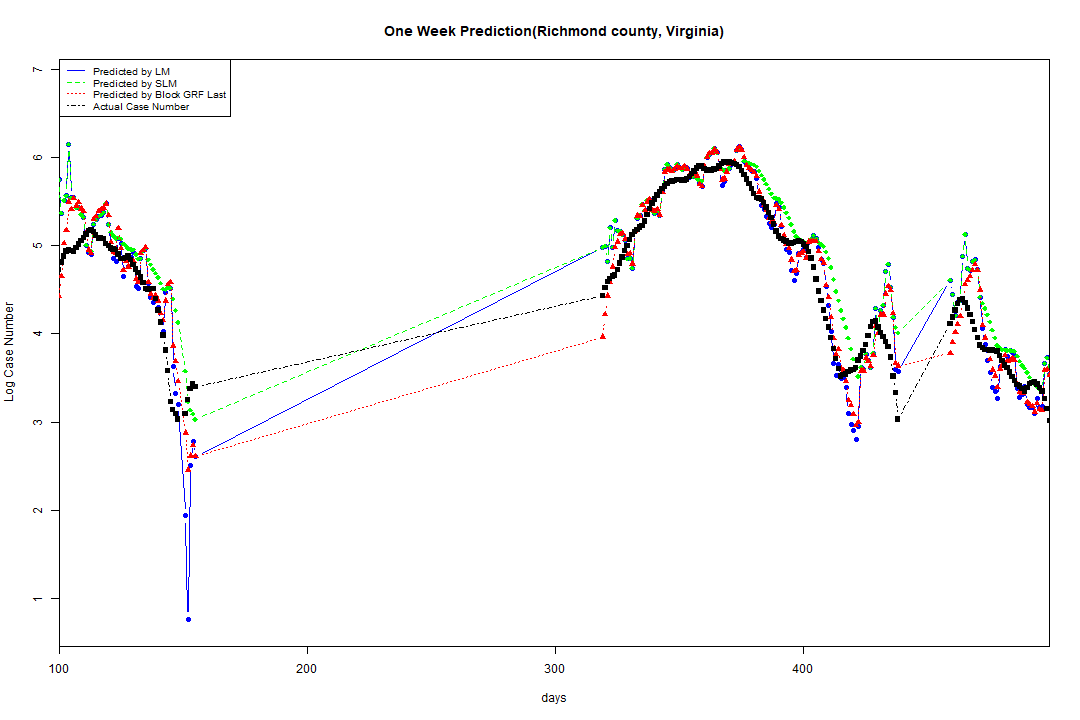 One Week Prediction(Richmond county, Virginia)
Predicted by LM
Predicted by SLM
Predicted by Block GRF Last
Actual Case Number
7
6
5
4
3
2
1
Log Case Number
100 200 300 400
days